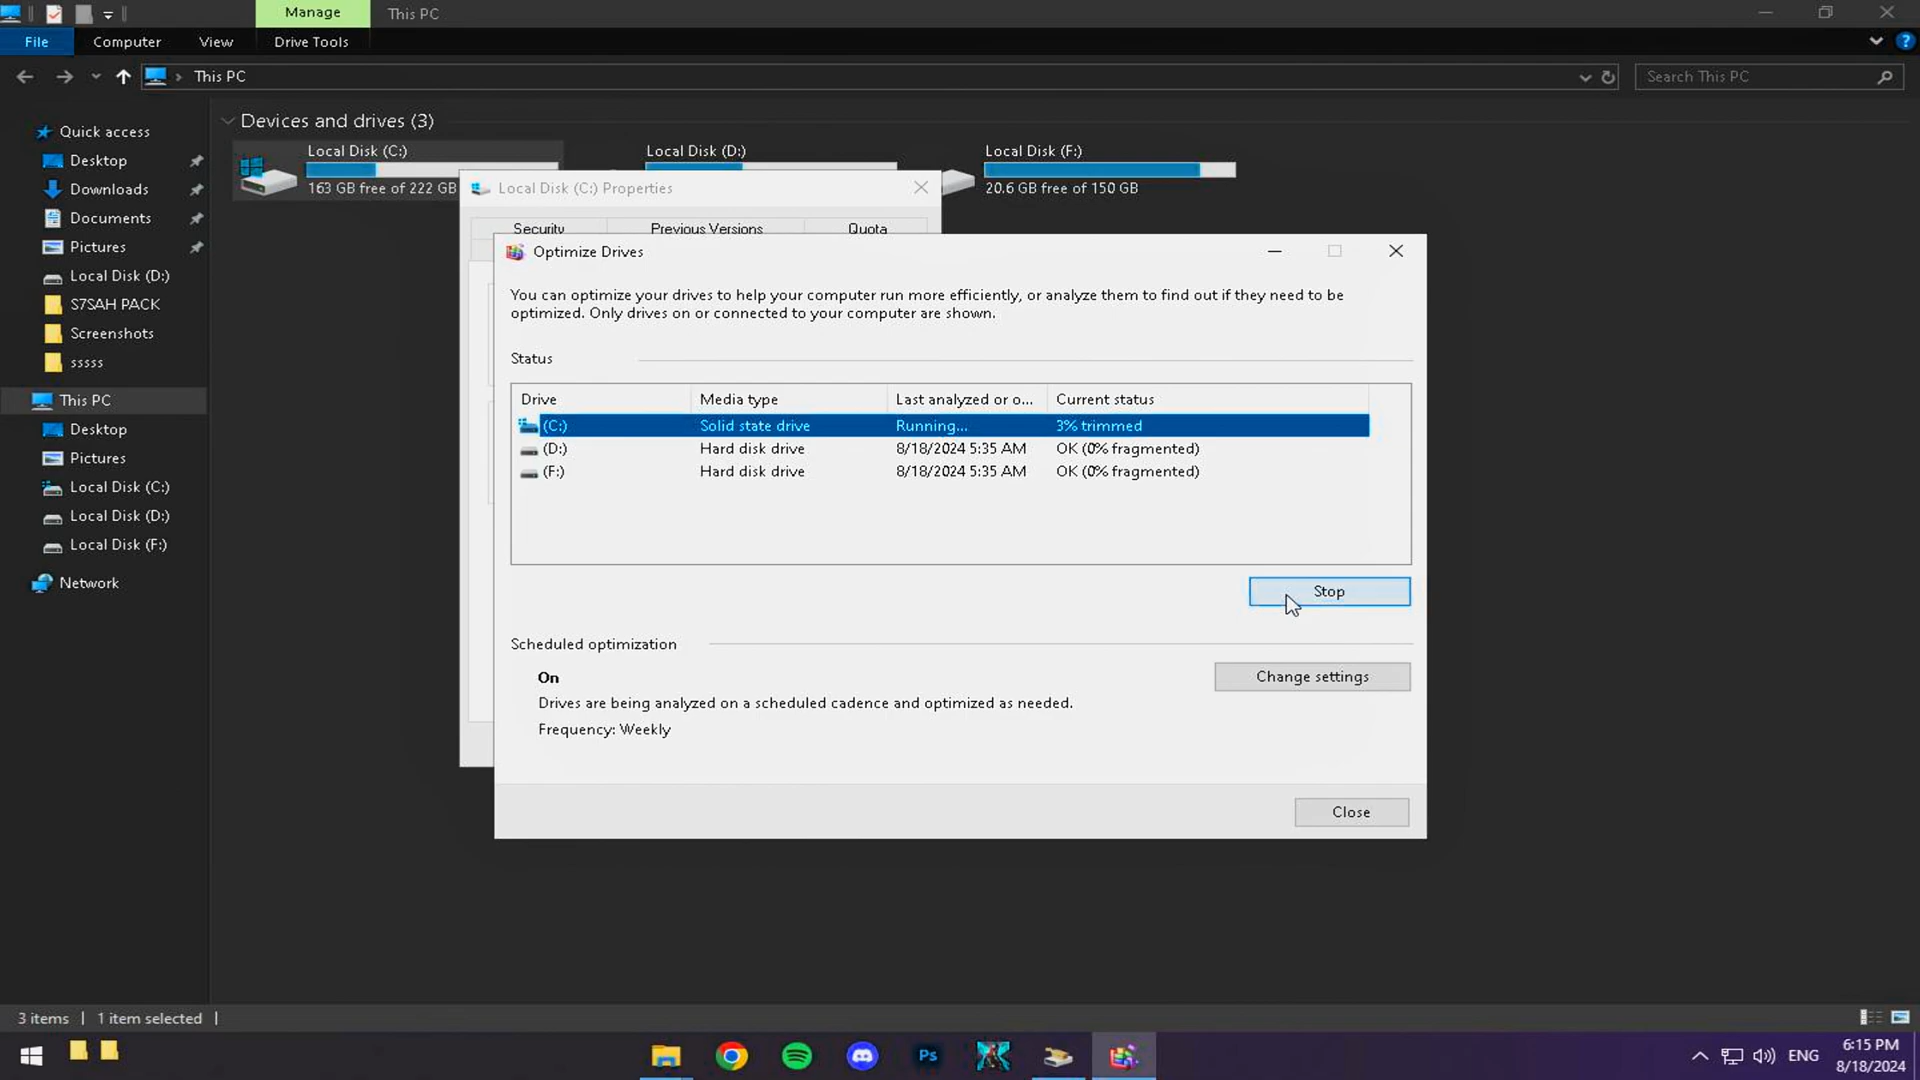 Manage
This PC
File
Computer
View
Drive Tools
This PC
Search This PC
Quick access
Desktop
Downloads
Documents
Pictures
Local Disk (D:)
S7SAH PACK
Screenshots
sssss
This PC
Desktop
Pictures
Local Disk (C:)
Local Disk (D:)
Local Disk (F:)
Network
Devices and drives (3)
Local Disk (C:)
163 GB free of 222 GB
Local Disk (D:)
Local Disk (F:)
20.6 GB free of 150 GB
Local Disk (C:) Properties
Security
Previous Versions
Quota
Optimize Drives
You can optimize your drives to help your computer run more efficiently, or analyze them to find out if they need to be
optimized. Only drives on or connected to your computer are shown.
Status
Drive Media type Last analyzed or o... Current status
(C:) Solid state drive Running... 3% trimmed
(D:) Hard disk drive 8/18/2024 5:35 AM OK (0% fragmented)
(F:) Hard disk drive 8/18/2024 5:35 AM OK (0% fragmented)
Stop
Scheduled optimization
On
Change settings
Drives are being analyzed on a scheduled cadence and optimized as needed.
Frequency: Weekly
Close
3 items
1 item selected
Ps
ENG
6:15 PM
8/18/2024